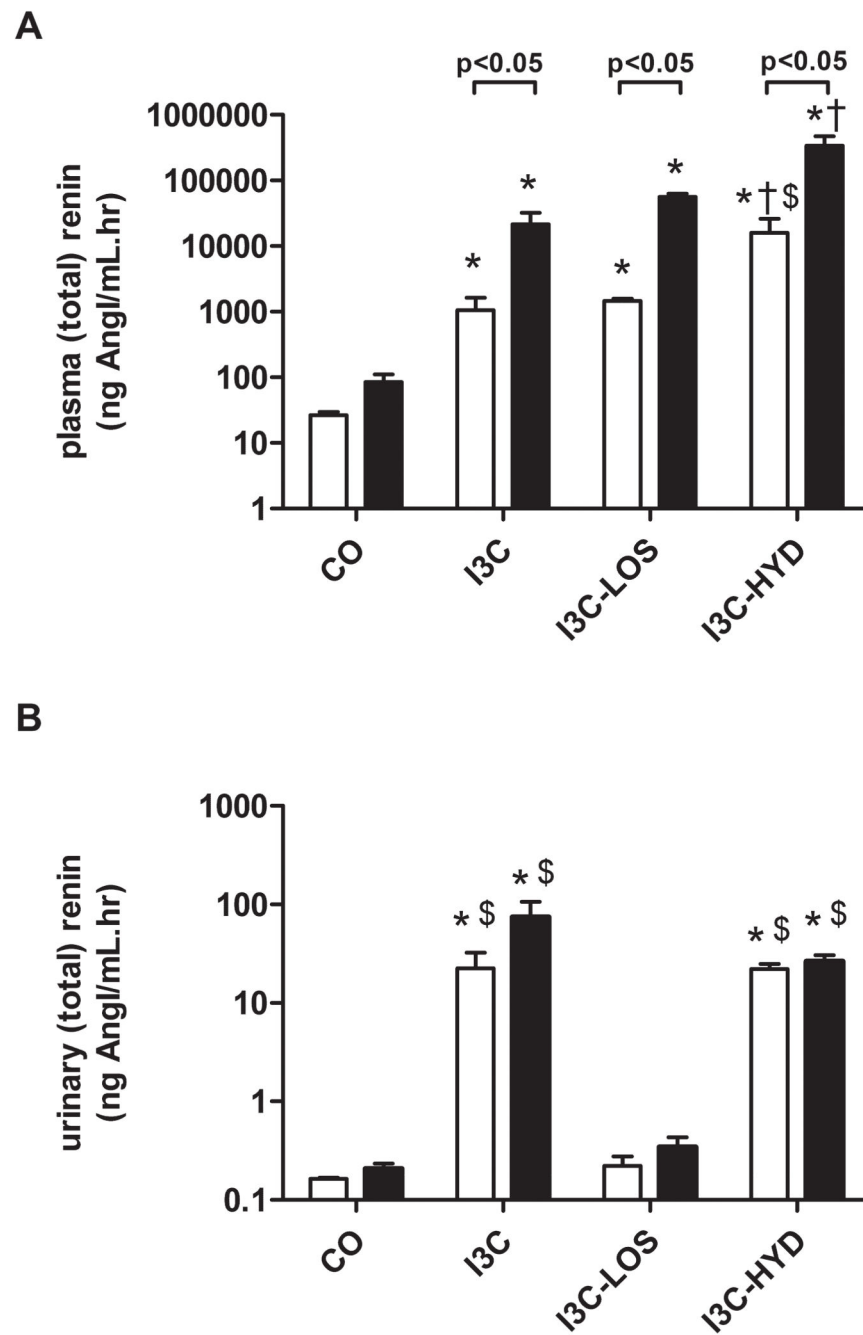 A
p<0.05 p<0.05 p<0.05
plasma (total) renin
(ng AngI/mL.hr)
1000000
100000
10000
1000
100
10
1
* * * * *†$ *†
CO I3C I3C-LOS I3C-HYD
B
urinary (total) renin
(ng AngI/mL.hr)
1000
100
10
1
0.1
* $ * $ * $ * $
CO I3C I3C-LOS I3C-HYD